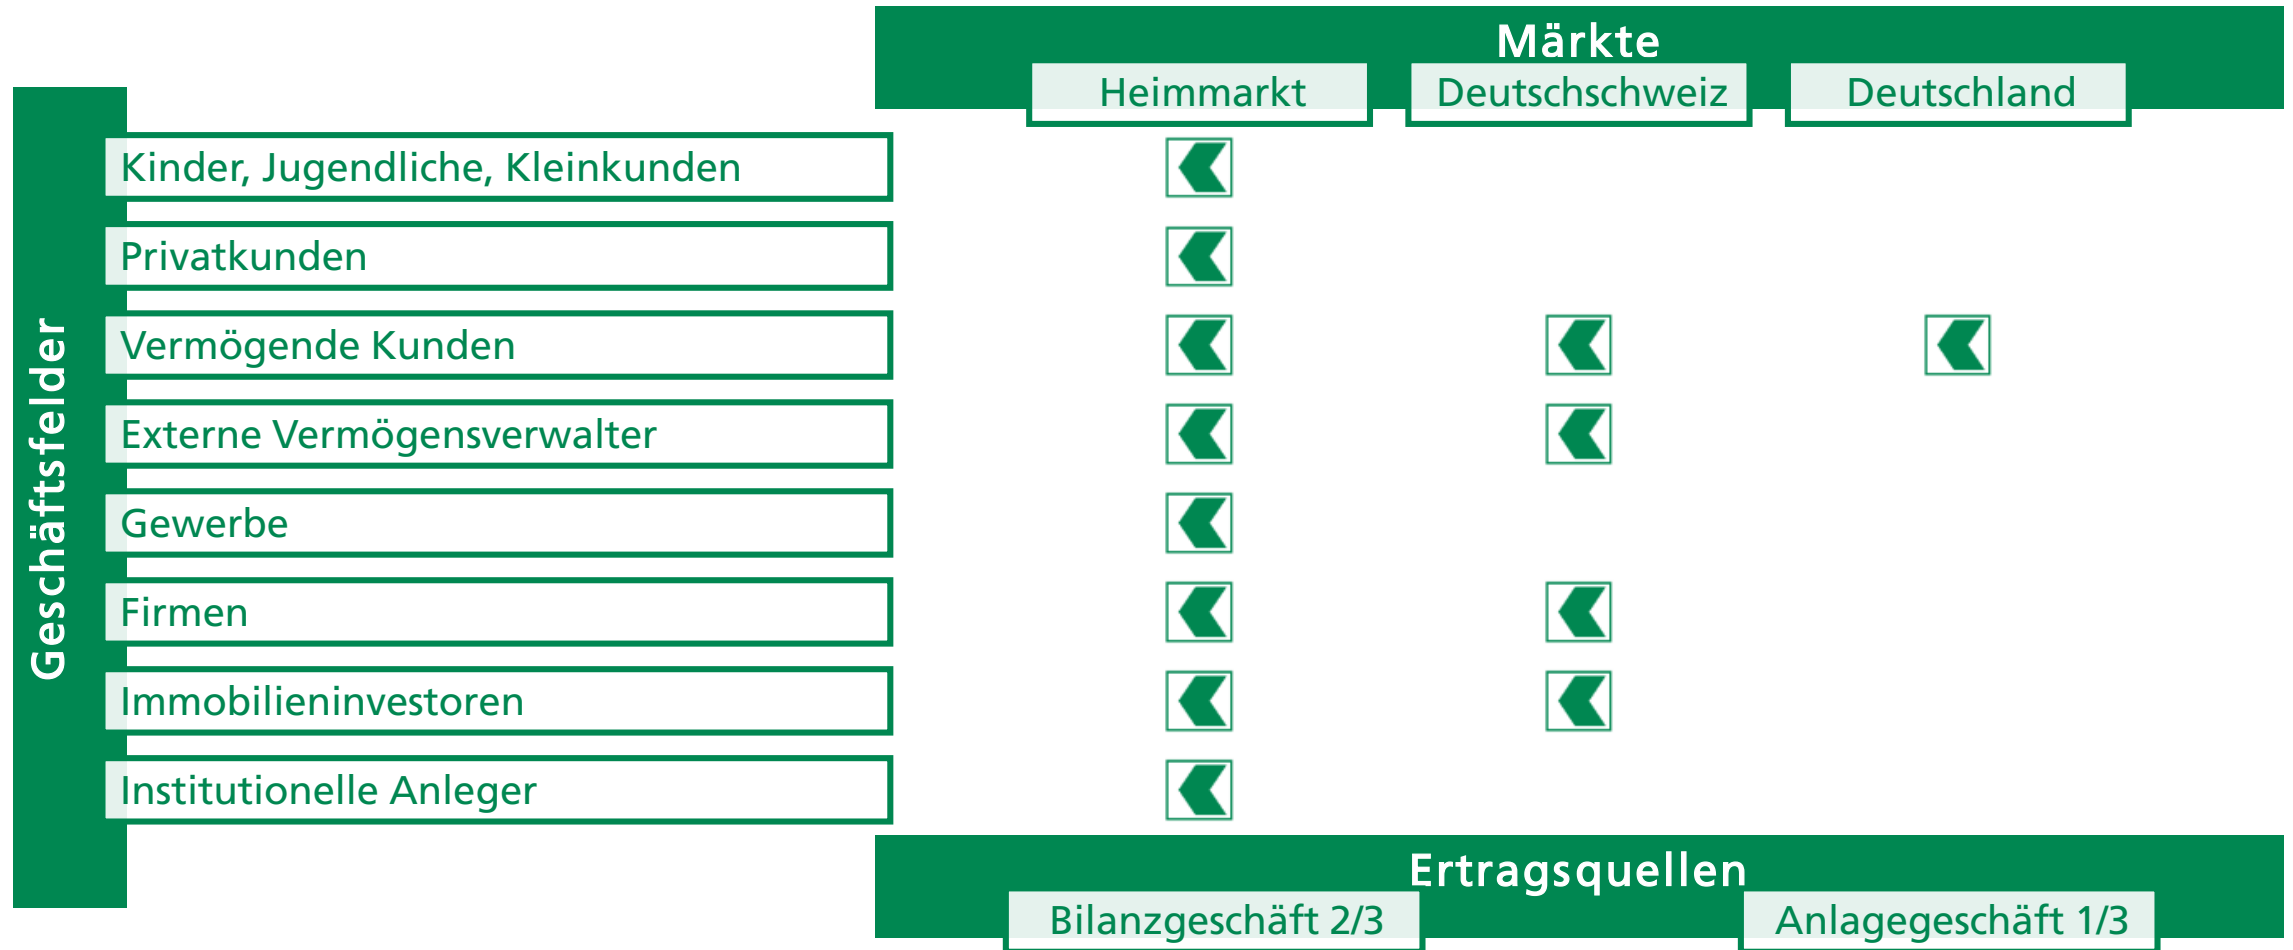 Märkte
Heimmarkt
Deutschschweiz
Deutschland
Geschäftsfelder
Kinder, Jugendliche, Kleinkunden
Privatkunden
Vermögende Kunden
Externe Vermögensverwalter
Gewerbe
Firmen
Immobilieninvestoren
Institutionelle Anleger
Ertragsquellen
Bilanzgeschäft 2/3
Anlagegeschäft 1/3